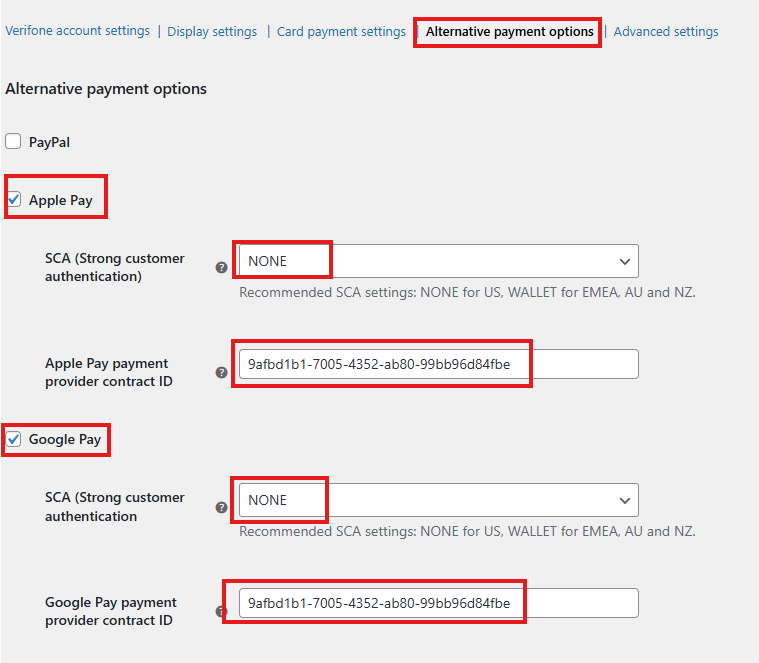 Verifone account settings | Display settings | Card payment settings | Alternative payment options | Advanced settings
Alternative payment options
PayPal
Apple Pay
SCA (Strong customer
authentication)
? NONE
Recommended SCA settings: NONE for US, WALLET for EMEA, AU and NZ.
Apple Pay payment
provider contract ID
? 9afbd1b1-7005-4352-ab80-99bb96d84fbe
Google Pay
SCA (Strong customer
authentication
? NONE
Recommended SCA settings: NONE for US, WALLET for EMEA, AU and NZ.
Google Pay payment
provider contract ID
? 9afbd1b1-7005-4352-ab80-99bb96d84fbe